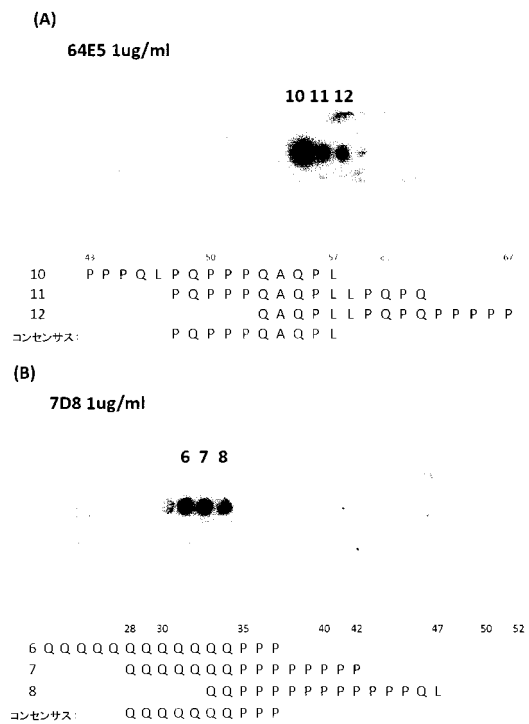 (A)
64E5 1ug/ml
10 11 12
43 50 57 67
10 P P P Q L P Q P P P Q A Q P L
11 P Q P P P Q A Q P L L P Q P Q
12 Q A Q P L L P Q P Q P P P P P
コンセンサス: P Q P P P Q A Q P L
(B)
7D8 1ug/ml
6 7 8
28 30 35 40 42 47 50 52
6 Q Q Q Q Q Q Q Q Q Q Q Q P P P
7 Q Q Q Q Q Q Q P P P P P P P P
8 Q Q P P P P P P P P P P P Q L
コンセンサス: Q Q Q Q Q Q Q P P P